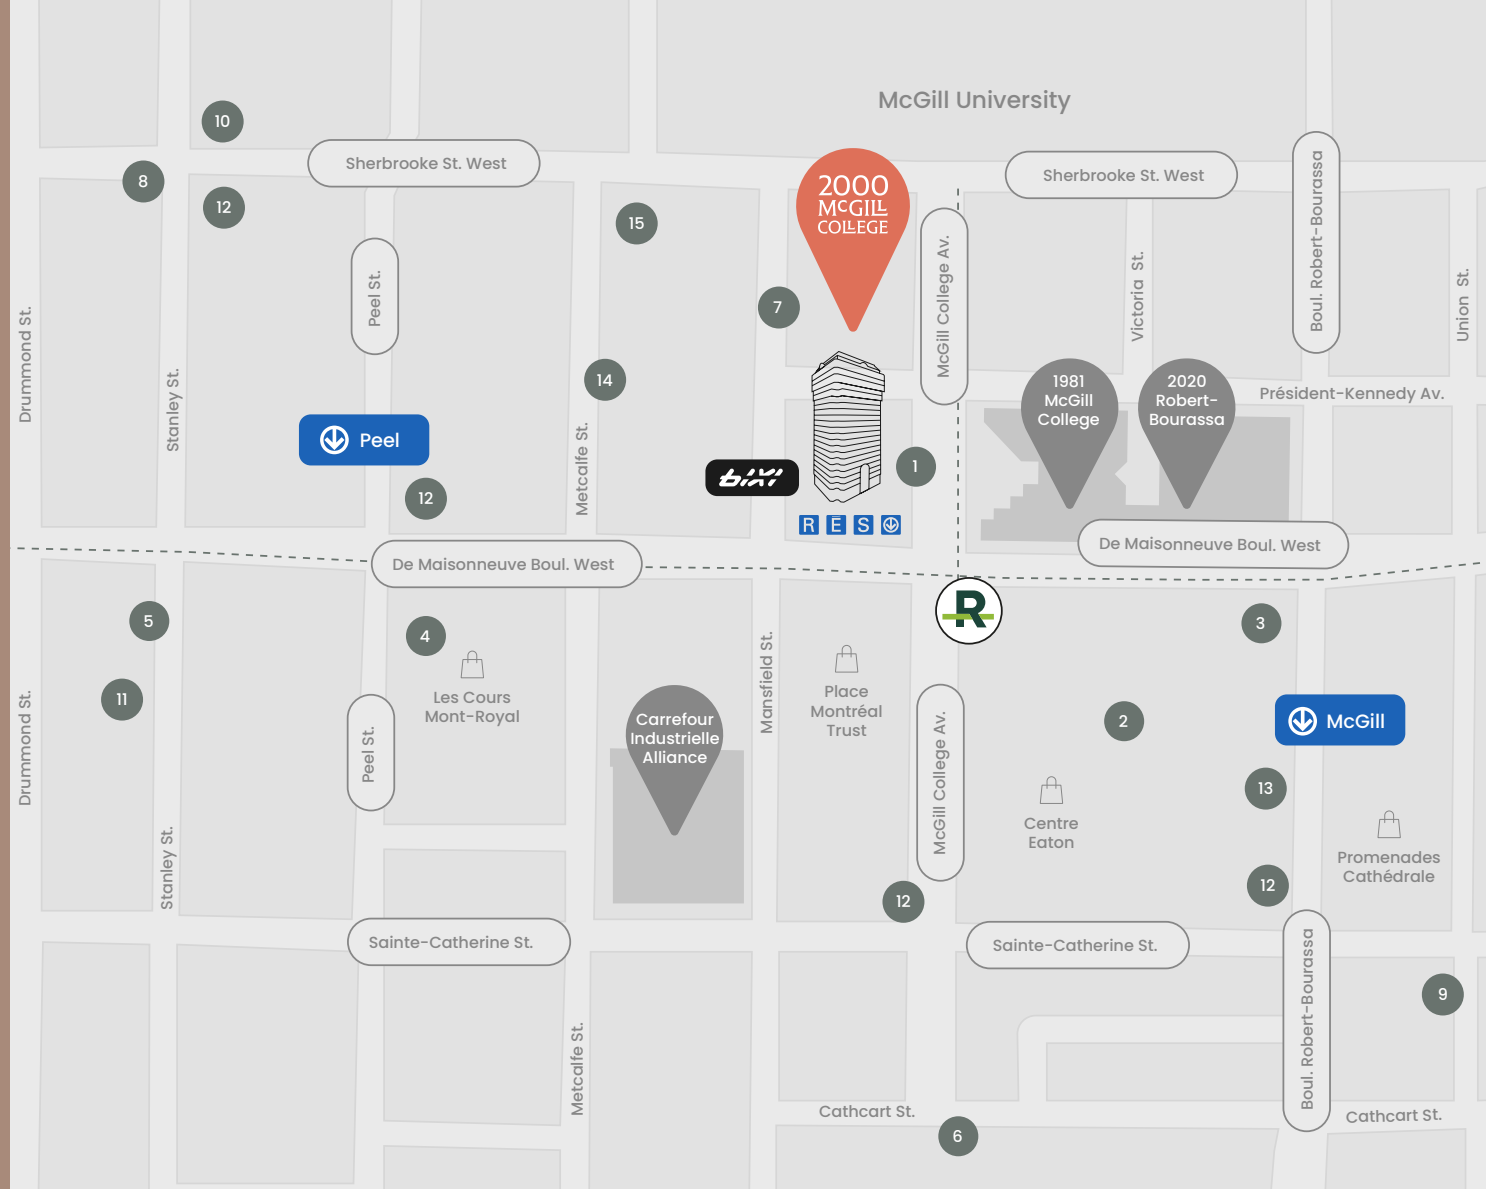 McGill University
10
Sherbrooke St. West
Sherbrooke St. West
Boul. Robert-Bourassa
8
12
15
2000
McGILL
COLLEGE
Peel St.
McGill College Av.
Victoria St.
Union St.
7
Drummond St.
Stanley St.
14
1981
McGill
College
2020
Robert-
Bourassa
Président-Kennedy Av.
Peel
Metcalfe St.
1
bixi
12
RÉS
De Maisonneuve Boul. West
De Maisonneuve Boul. West
R
5
4
3
Mansfield St.
Les Cours
Mont-Royal
Place
Montréal
Trust
11
Drummond St.
Peel St.
Carrefour
Industrielle
Alliance
McGill College Av.
2
McGill
13
Centre
Eaton
Promenades
Cathédrale
Stanley St.
12
12
Sainte-Catherine St.
Sainte-Catherine St.
Boul. Robert-Bourassa
9
Metcalfe St.
Cathcart St.
Cathcart St.
6